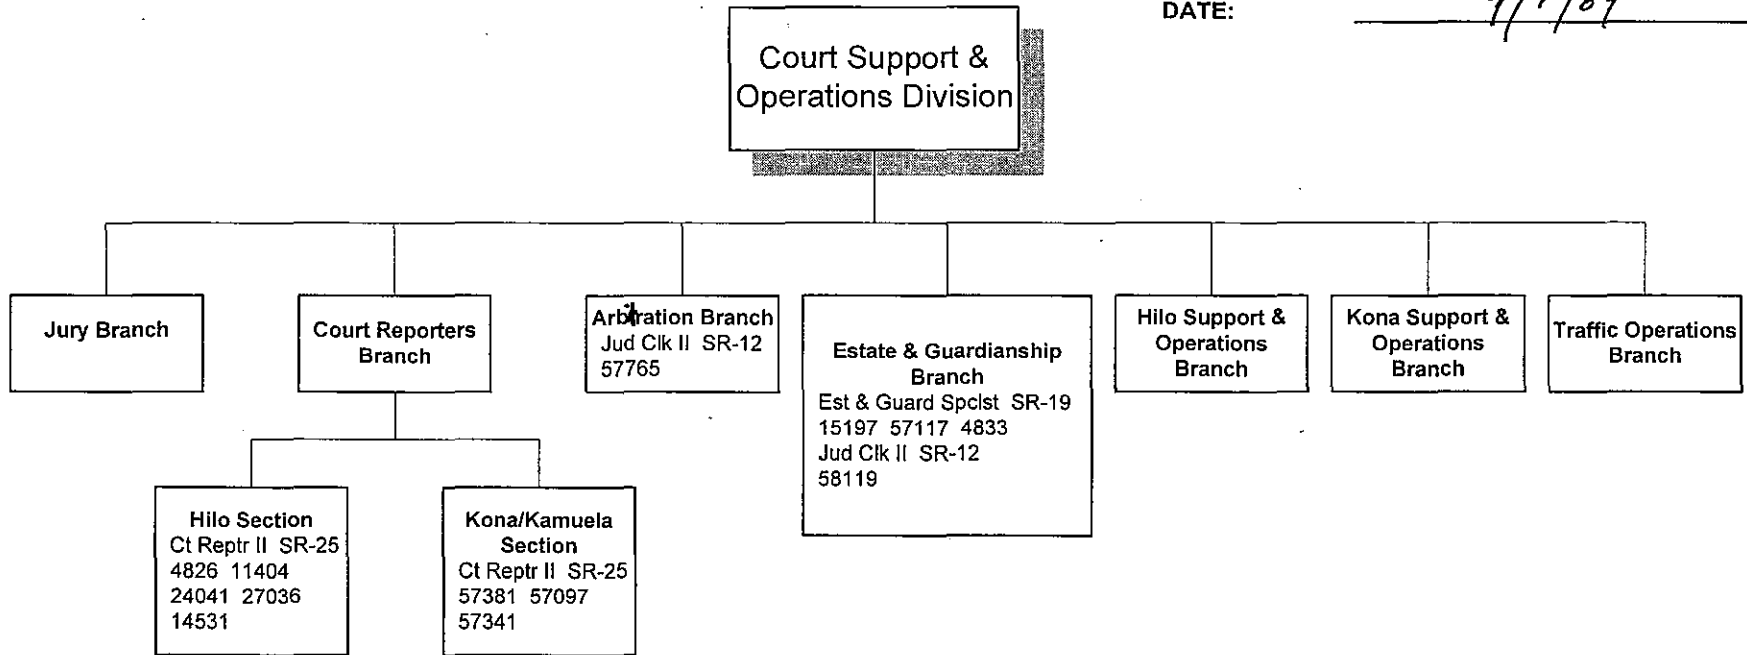 DATE:
Court Support &
Operations Division
Jury Branch
Court Reporters
Branch
Arbitration Branch
Jud Clk II SR-12
57765
Estate & Guardianship
Branch
Est & Guard Spclst SR-19
15197 57117 4833
Jud Clk II SR-12
58119
Hilo Support &
Operations
Branch
Kona Support &
Operations
Branch
Traffic Operations
Branch
Hilo Section
Ct Reptr II SR-25
4826 11404
24041 27036
14531
Kona/Kamuela
Section
Ct Reptr II SR-25
57381 57097
57341